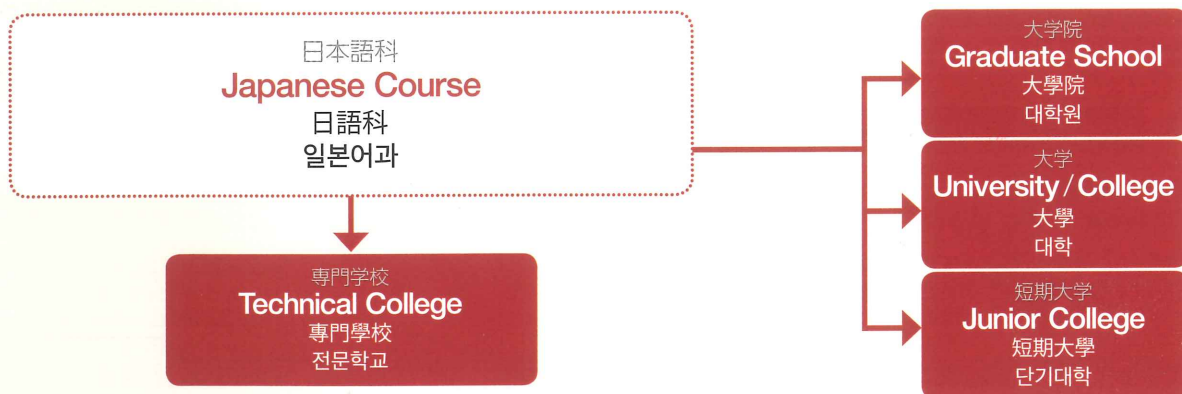 日本語科
Japanese Course
日語科
일본어과
専門学校
Technical College
專門學校
전문학교
大学院
Graduate School
大學院
대학원
大学
University/College
大學
대학
短期大学
Junior College
短期大學
단기대학